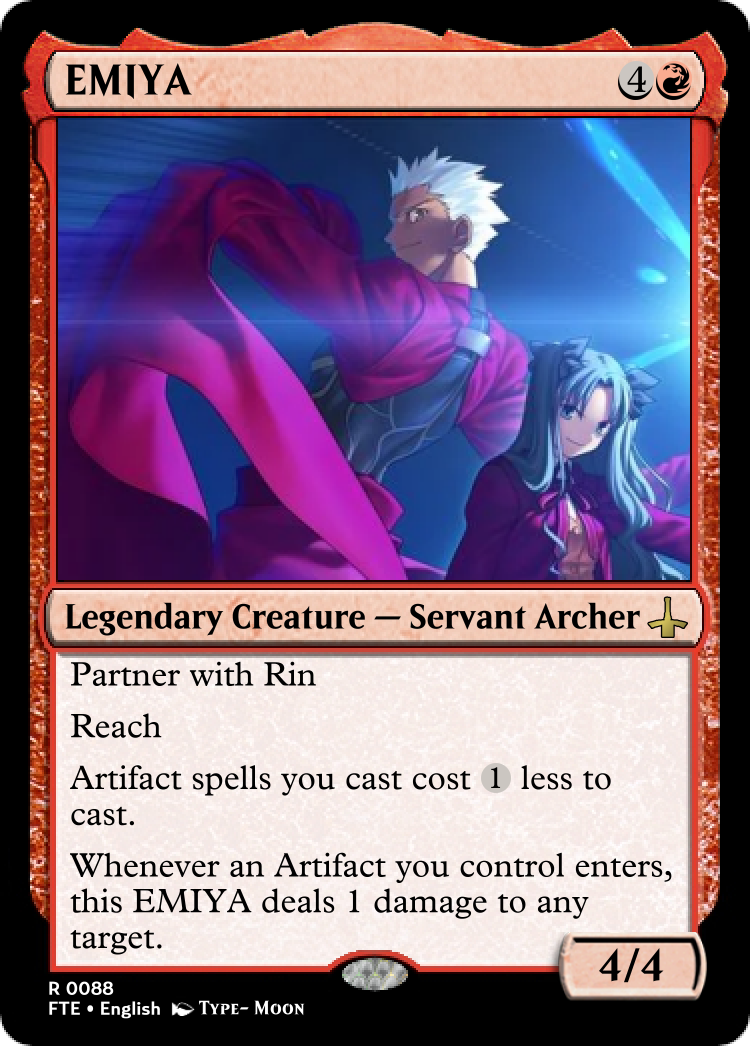 EMIYA 4
Legendary Creature — Servant Archer
Partner with Rin
Reach
Artifact spells you cast cost 1 less to
cast.
Whenever an Artifact you control enters,
this EMIYA deals 1 damage to any
target.
4/4
R 0088
FTE • English Type- Moon